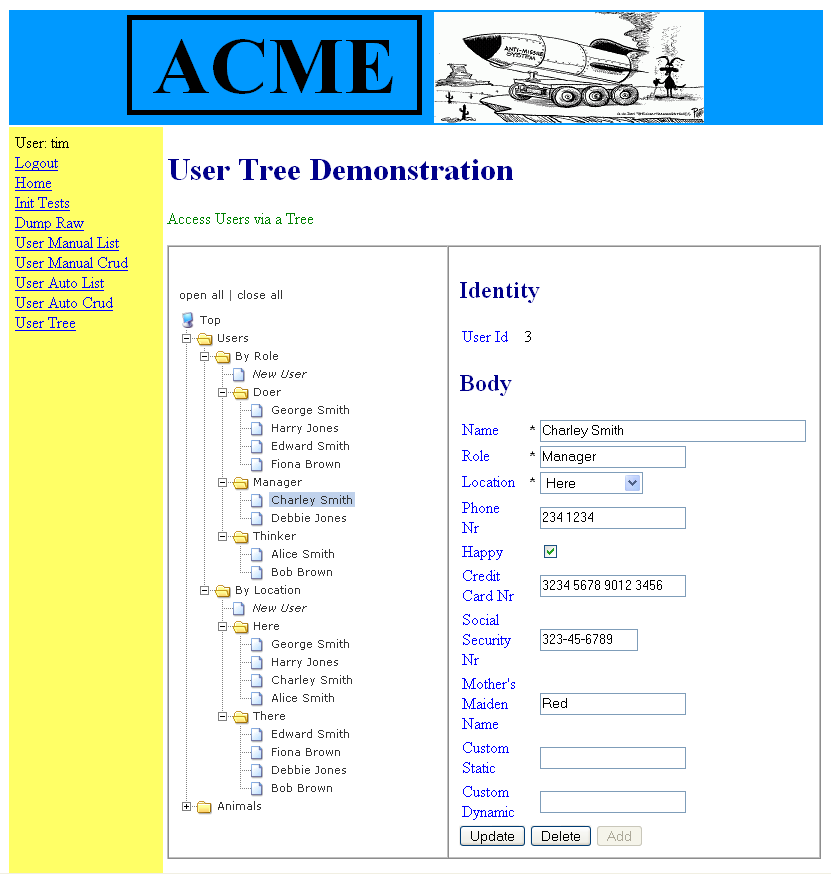 ACME
ANTI-MISSILE
SYSTEM
User: tim
Logout
Home
Init Tests
Dump Raw
User Manual List
User Manual Crud
User Auto List
User Auto Crud
User Tree
User Tree Demonstration
Access Users via a Tree
open all | close all
Top
Users
By Role
New User
Doer
George Smith
Harry Jones
Edward Smith
Fiona Brown
Manager
Charley Smith
Debbie Jones
Thinker
Alice Smith
Bob Brown
By Location
New User
Here
George Smith
Harry Jones
Charley Smith
Alice Smith
There
Edward Smith
Fiona Brown
Debbie Jones
Bob Brown
Animals
Identity
User Id 3
Body
Name * Charley Smith
Role * Manager
Location * Here
Phone
Nr
234 1234
Happy
Credit
Card Nr
3234 5678 9012 3456
Social
Security
Nr
323-45-6789
Mother's
Maiden
Name
Red
Custom
Static
Custom
Dynamic
Update Delete Add